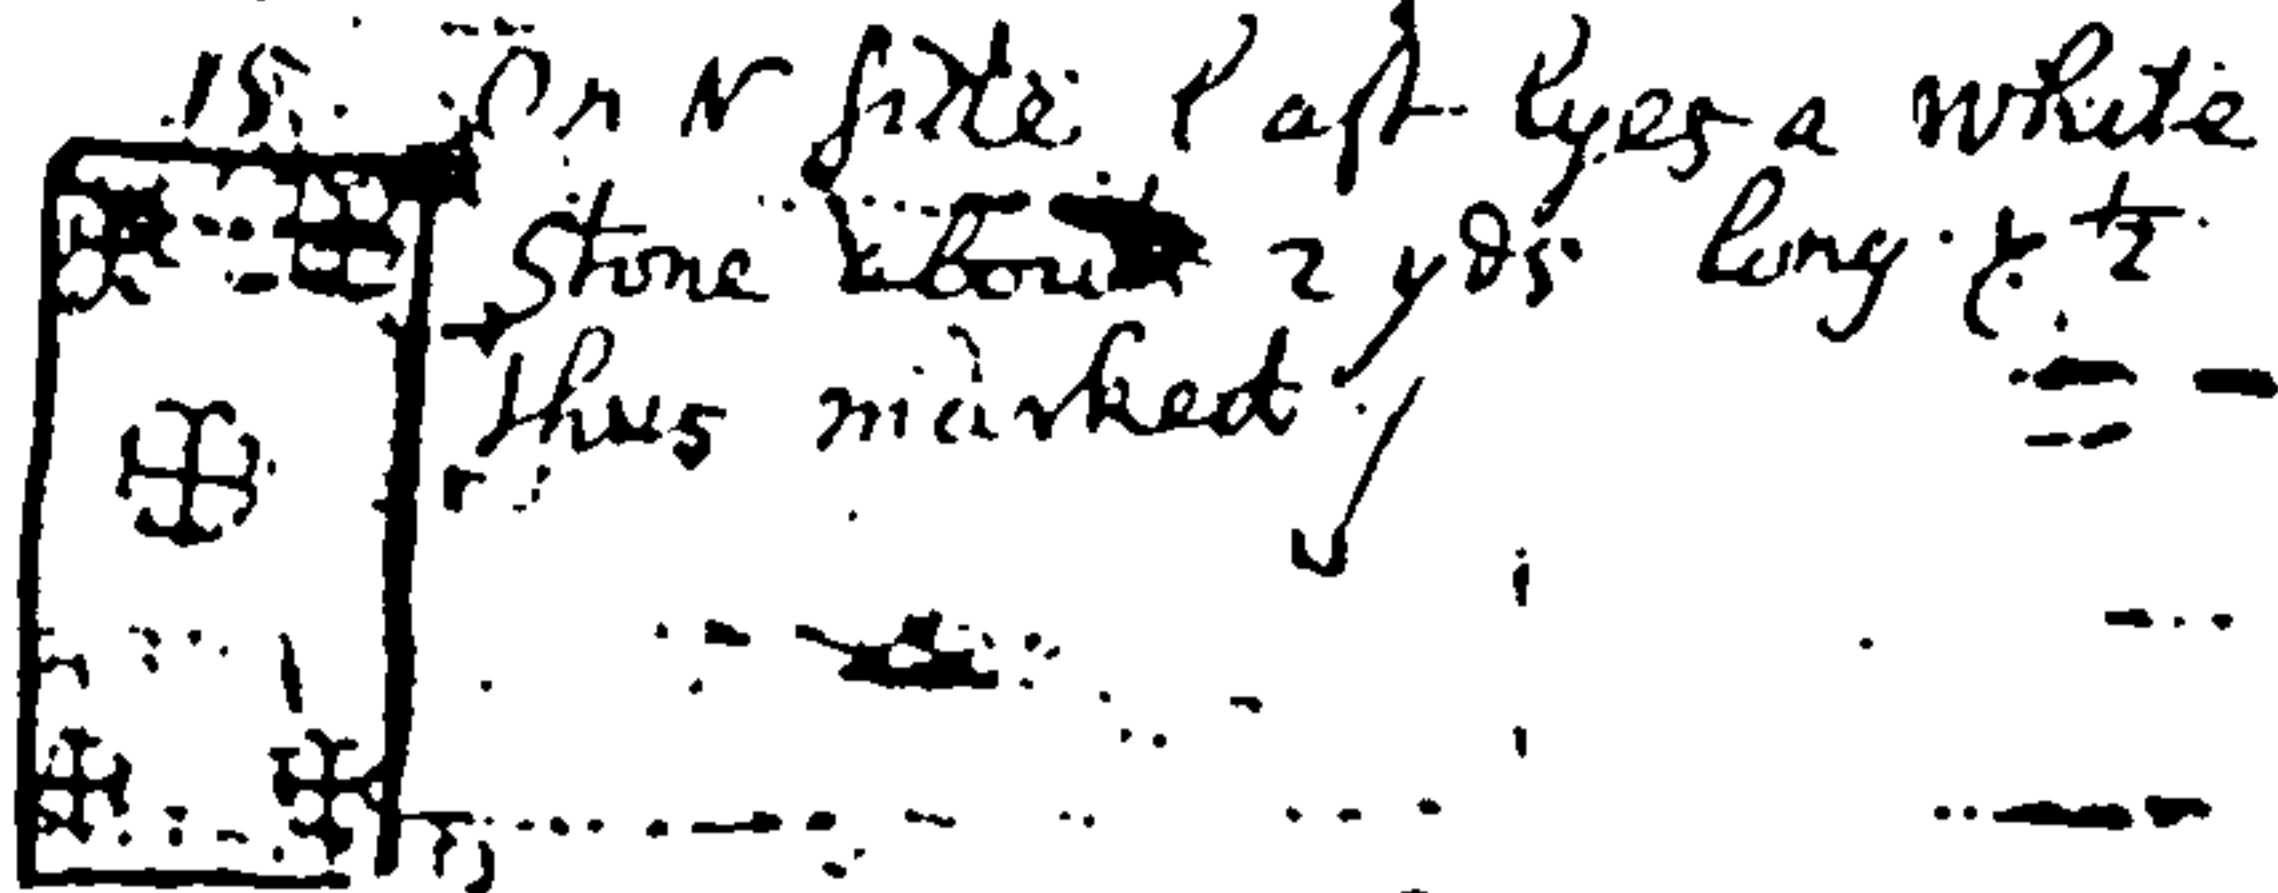 15. On N side East lyes a white
Stone about 2 yds long & ½
thus marked